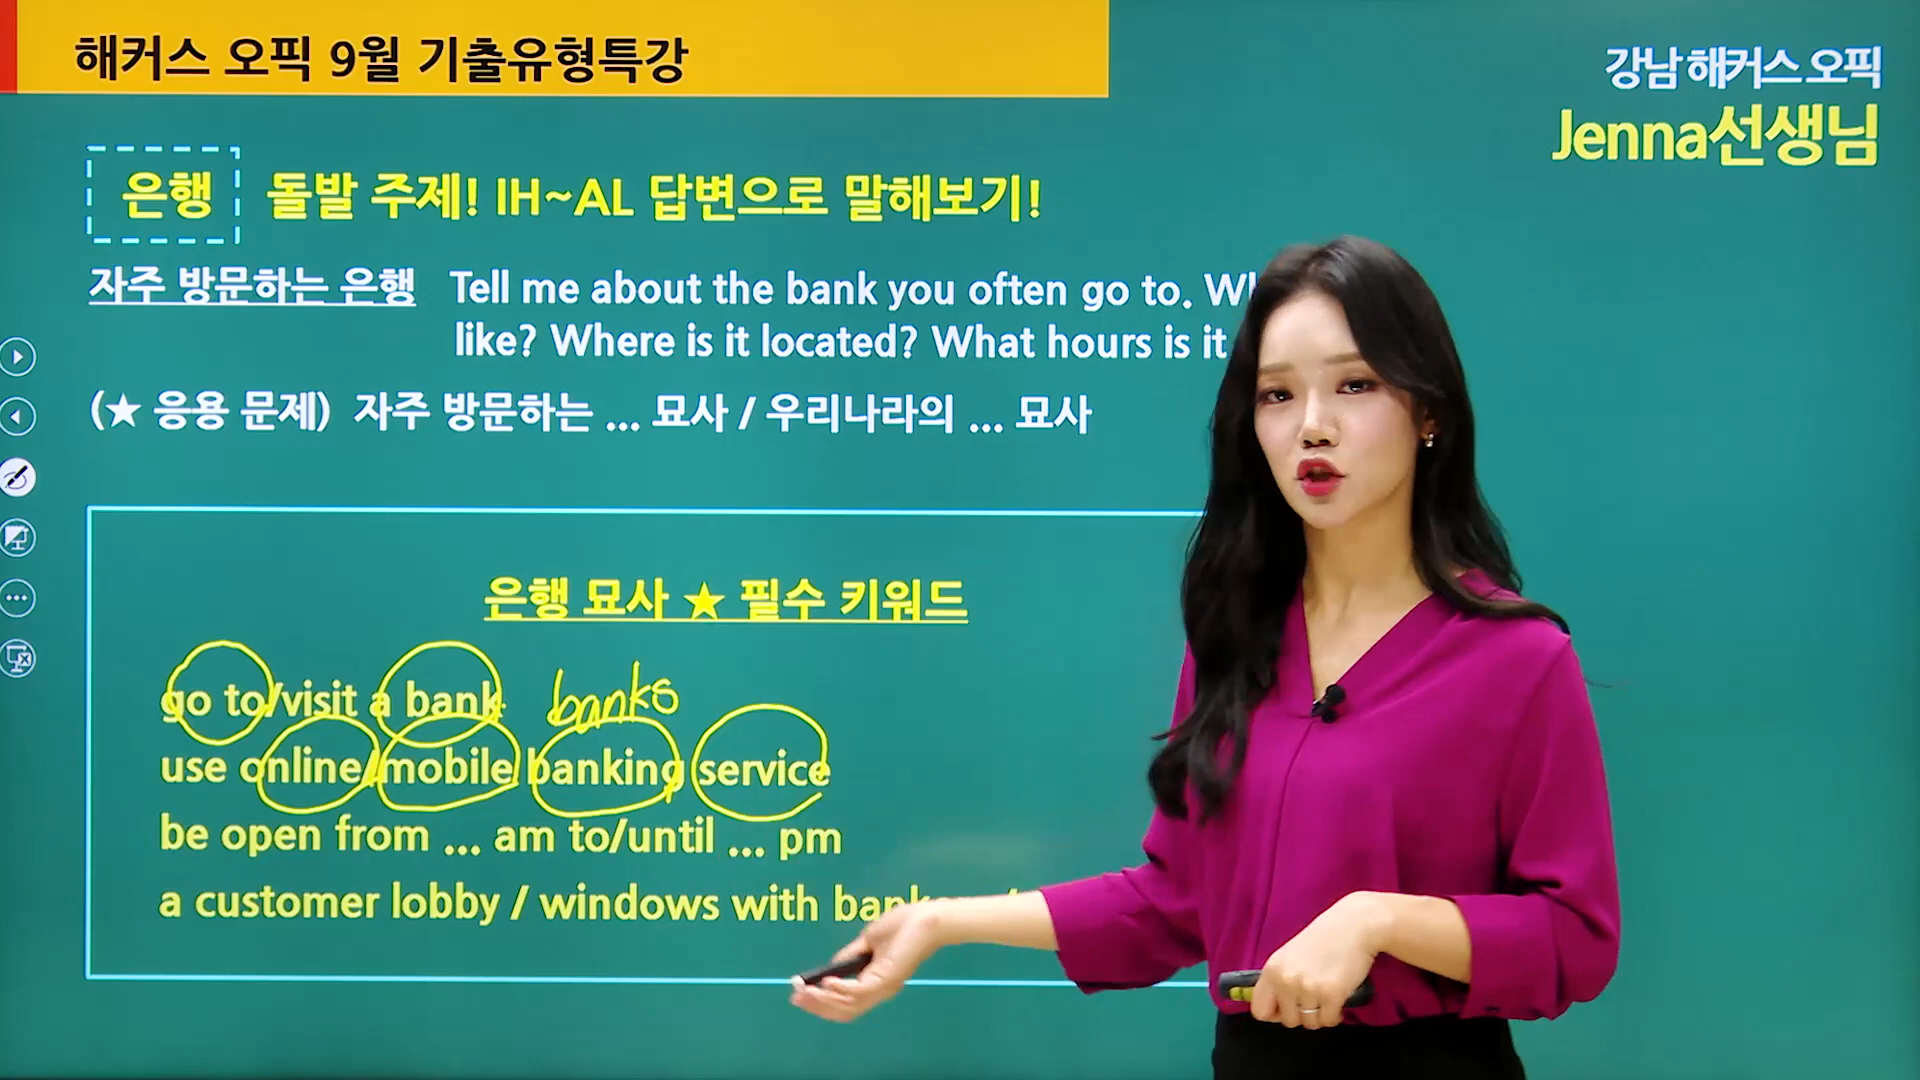 해커스 오픽 9월 기출유형특강
강남 해커스 오픽
Jenna선생님
은행 돌발 주제! IH~AL 답변으로 말해보기!
자주 방문하는 은행 Tell me about the bank you often go to.
like? Where is it located? What hours is it
(★ 응용 문제) 자주 방문하는 ... 묘사 / 우리나라의 ... 묘사
은행 묘사 ★ 필수 키워드
go to/visit a bank banks
use online/mobile banking service
be open from ... am to/until ... pm
a customer lobby / windows with